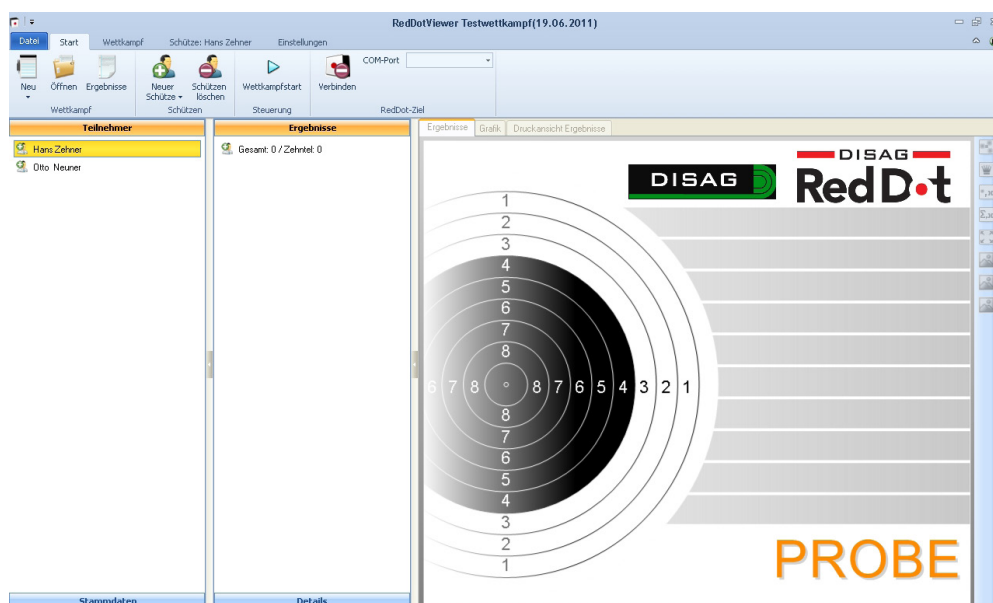 RedDotViewer Testwettkampf(19.06.2011)
Datei Start Wettkampf Schütze: Hans Zehner Einstellungen
Neu Öffnen Ergebnisse Neuer Schütze Schützen löschen Wettkampfstart Verbinden COM-Port
Wettkampf Schützen Steuerung RedDot-Ziel
Teilnehmer Ergebnisse Ergebnisse Grafik Druckansicht Ergebnisse
Hans Zehner Gesamt: 0 / Zehntel: 0
Otto Neuner
DISAG DISAG
RedDot
1
2
3
4
5
6
7
8
6 7 8 8 7 6 5 4 3 2 1
8
7
6
5
4
3
2
1
PROBE
Stammdaten Details